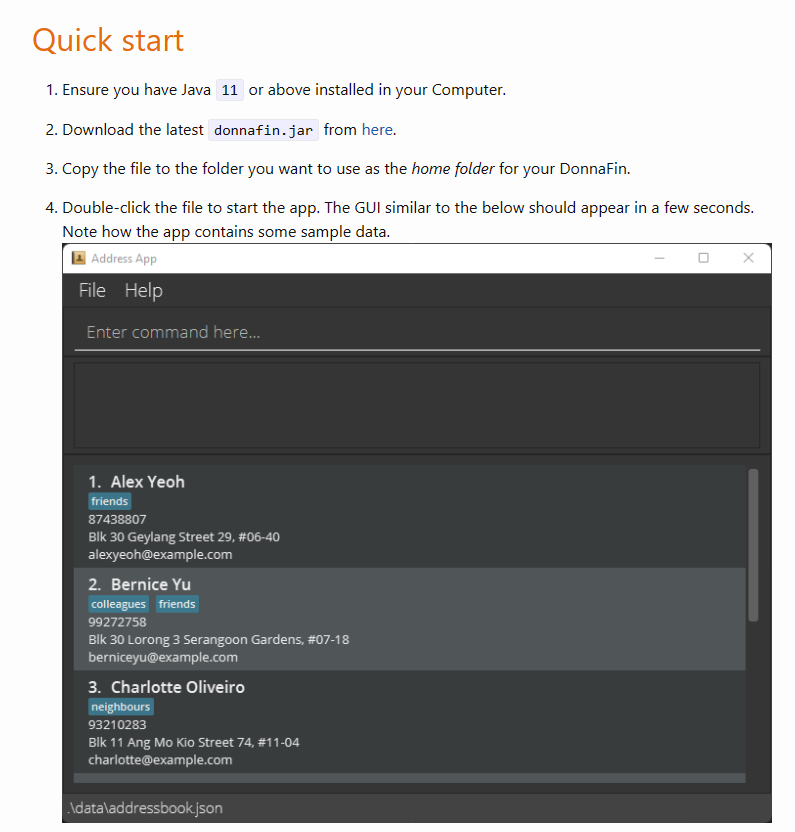 Quick start
1. Ensure you have Java 11 or above installed in your Computer.
2. Download the latest donnafin.jar from here.
3. Copy the file to the folder you want to use as the home folder for your DonnaFin.
4. Double-click the file to start the app. The GUI similar to the below should appear in a few seconds.
Note how the app contains some sample data.
Address App
File Help
Enter command here...
1. Alex Yeoh
friends
87438807
Blk 30 Geylang Street 29, #06-40
alexyeoh@example.com
2. Bernice Yu
colleagues friends
99272758
Blk 30 Lorong 3 Serangoon Gardens, #07-18
berniceyu@example.com
3. Charlotte Oliveiro
neighbours
93210283
Blk 11 Ang Mo Kio Street 74, #11-04
charlotte@example.com
.\data\addressbook.json